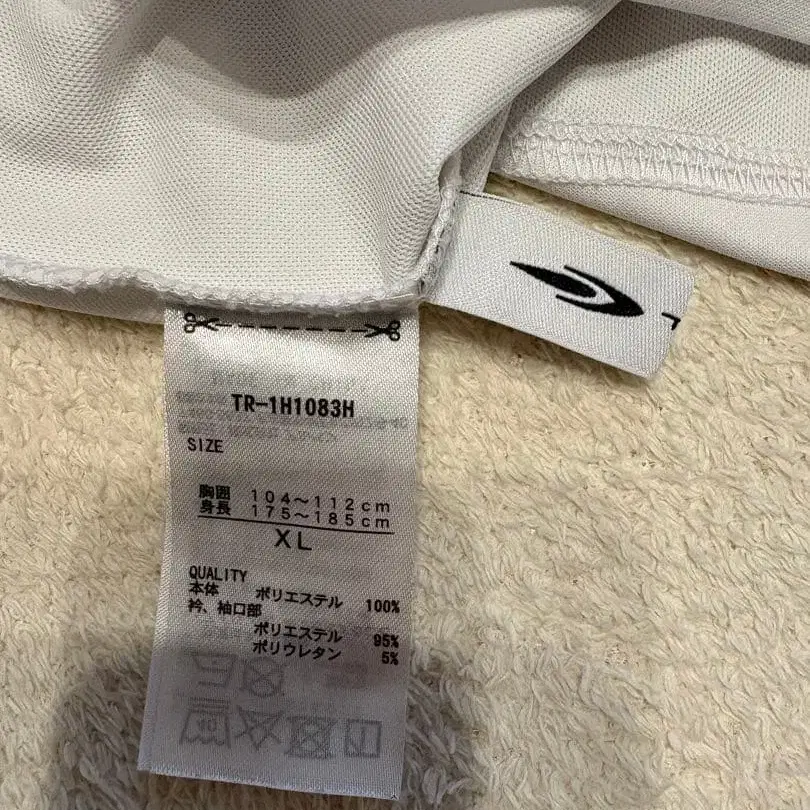 TR-1H1083H
SIZE
胸囲 104～112cm
身長 175～185cm
XL
QUALITY
本体 ポリエステル 100%
衿、袖口部
ポリエステル 95%
ポリウレタン 5%